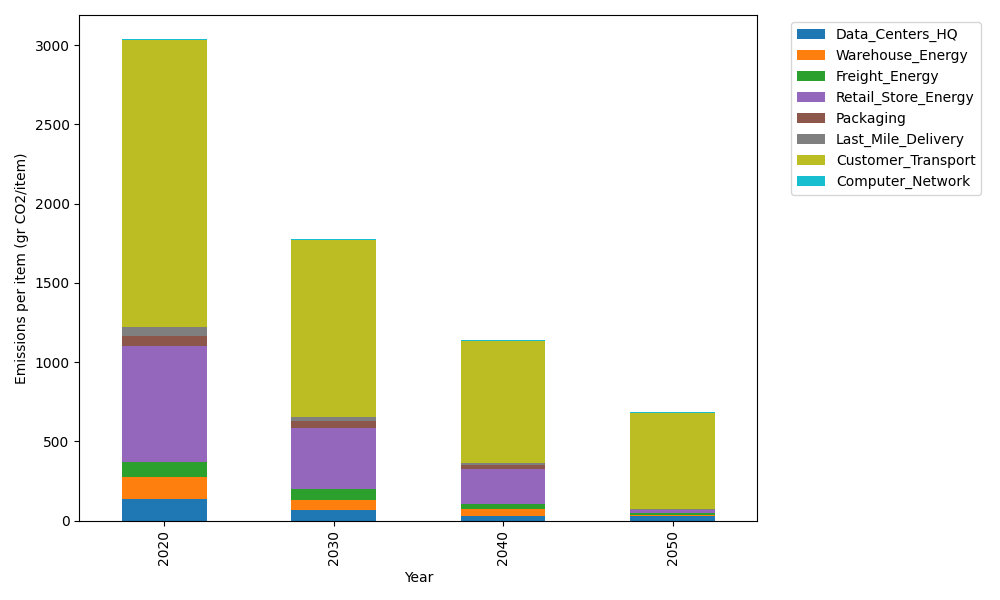 3000
2500
2000
1500
1000
500
0
Emissions per item (gr CO2/item)
2020
2030
2040
2050
Year
Data_Centers_HQ
Warehouse_Energy
Freight_Energy
Retail_Store_Energy
Packaging
Last_Mile_Delivery
Customer_Transport
Computer_Network